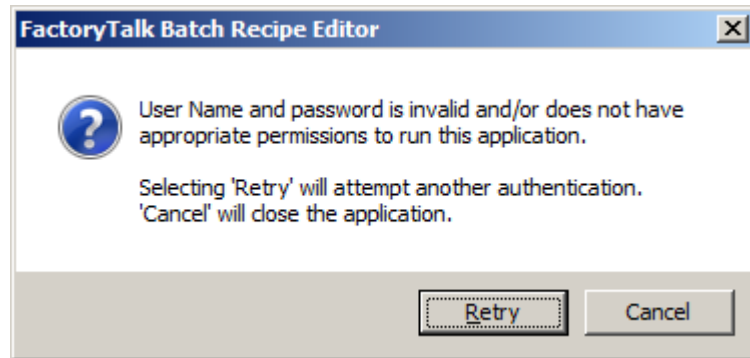 FactoryTalk Batch Recipe Editor
User Name and password is invalid and/or does not have
appropriate permissions to run this application.
Selecting 'Retry' will attempt another authentication.
'Cancel' will close the application.
Retry Cancel